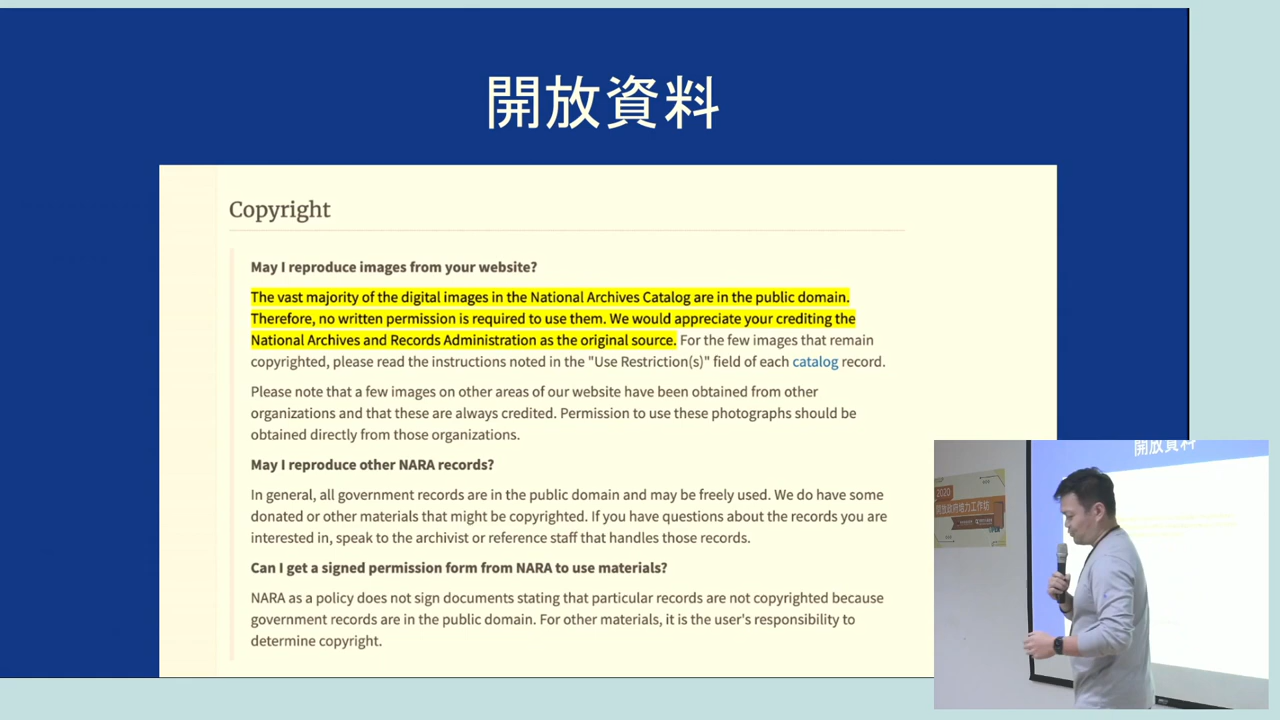 開放資料
Copyright
May I reproduce images from your website?
The vast majority of the digital images in the National Archives Catalog are in the public domain.
Therefore, no written permission is required to use them. We would appreciate your crediting the
National Archives and Records Administration as the original source. For the few images that remain
copyrighted, please read the instructions noted in the "Use Restriction(s)" field of each catalog record.
Please note that a few images on other areas of our website have been obtained from other
organizations and that these are always credited. Permission to use these photographs should be
obtained directly from those organizations.
May I reproduce other NARA records?
In general, all government records are in the public domain and may be freely used. We do have some
donated or other materials that might be copyrighted. If you have questions about the records you are
interested in, speak to the archivist or reference staff that handles those records.
Can I get a signed permission form from NARA to use materials?
NARA as a policy does not sign documents stating that particular records are not copyrighted because
government records are in the public domain. For other materials, it is the user's responsibility to
determine copyright.
開放資料
2020
開放政府增力工作坊